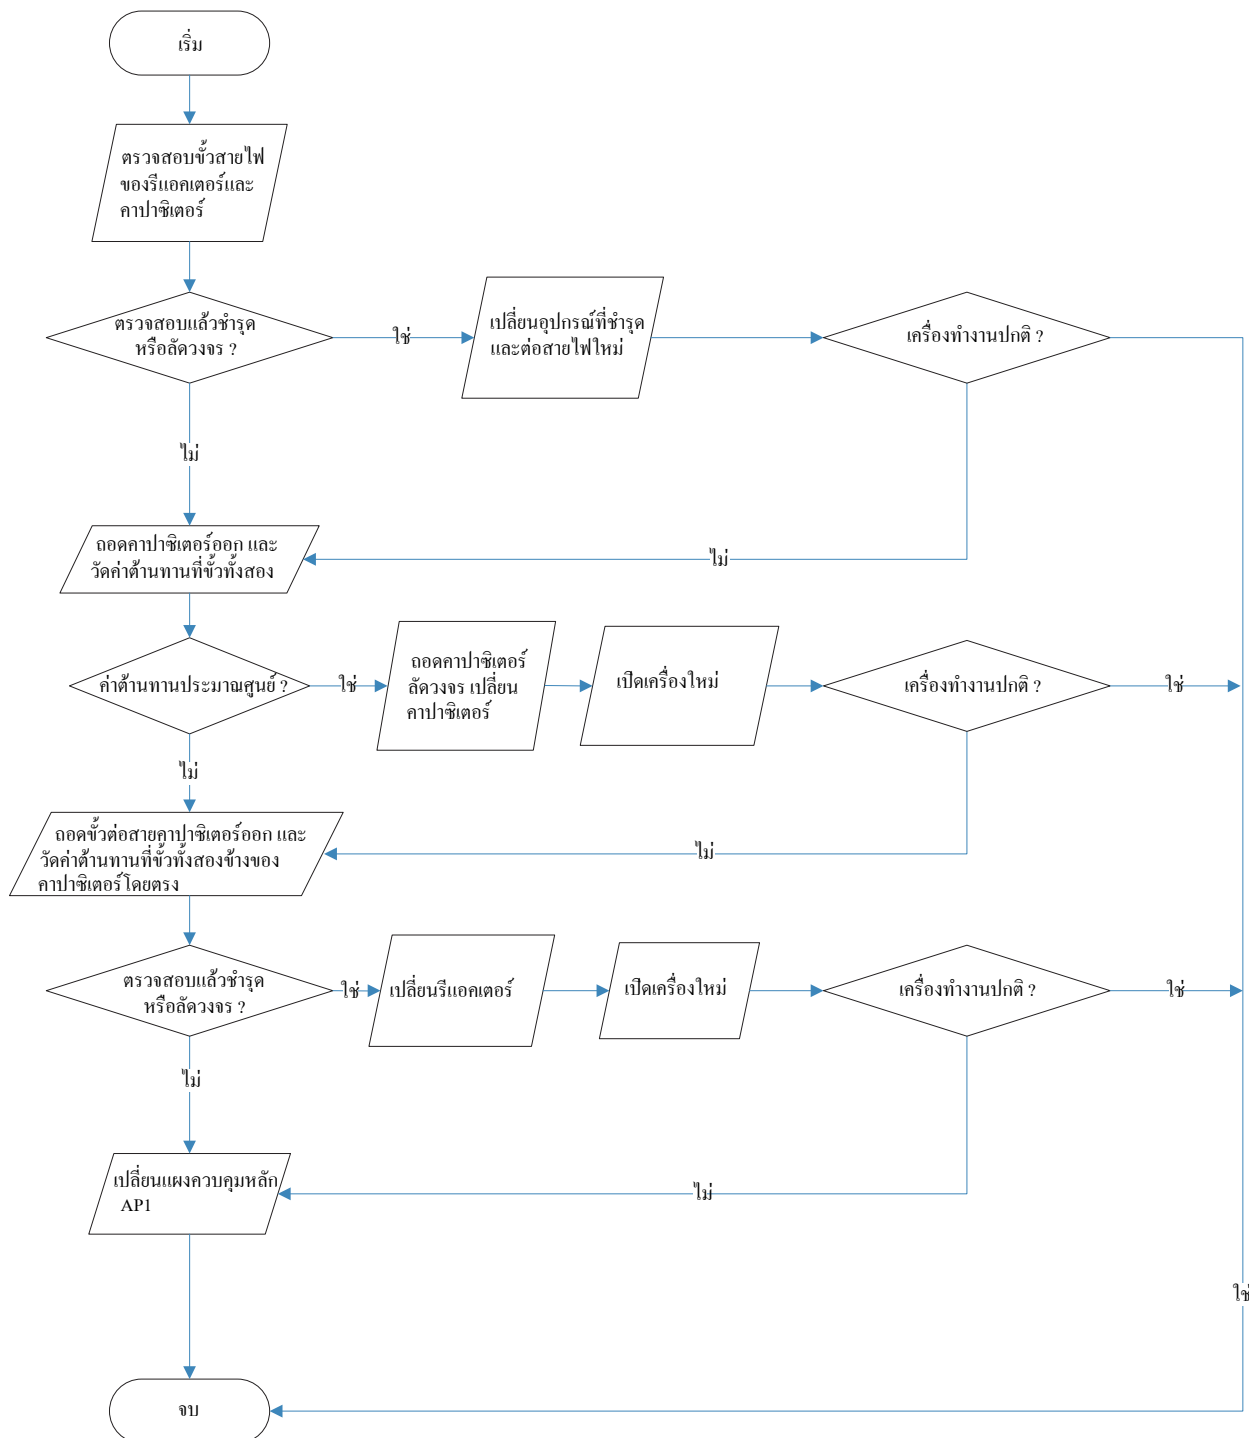 เริ่ม
ตรวจสอบขั้วสายไฟ
ของรีแอคเตอร์และ
คาปาซิเตอร์
ตรวจสอบแล้วชำรุด
หรือลัดวงจร ?
ใช่
เปลี่ยนอุปกรณ์ที่ชำรุด
และต่อสายไฟใหม่
เครื่องทำงานปกติ ?
ไม่
ถอดคาปาซิเตอร์ออก และ
วัดค่าต้านทานที่ขั้วทั้งสอง
ไม่
ค่าต้านทานประมาณศูนย์ ?
ใช่
ถอดคาปาซิเตอร์
ลัดวงจร เปลี่ยน
คาปาซิเตอร์
เปิดเครื่องใหม่
เครื่องทำงานปกติ ?
ใช่
ไม่
ถอดขั้วต่อสายคาปาซิเตอร์ออก และ
วัดค่าต้านทานที่ขั้วทั้งสองข้างของ
คาปาซิเตอร์โดยตรง
ไม่
ตรวจสอบแล้วชำรุด
หรือลัดวงจร ?
ใช่
เปลี่ยนรีแอคเตอร์
เปิดเครื่องใหม่
เครื่องทำงานปกติ ?
ใช่
ไม่
เปลี่ยนแผงควบคุมหลัก
AP1
ไม่
ใช่
จบ